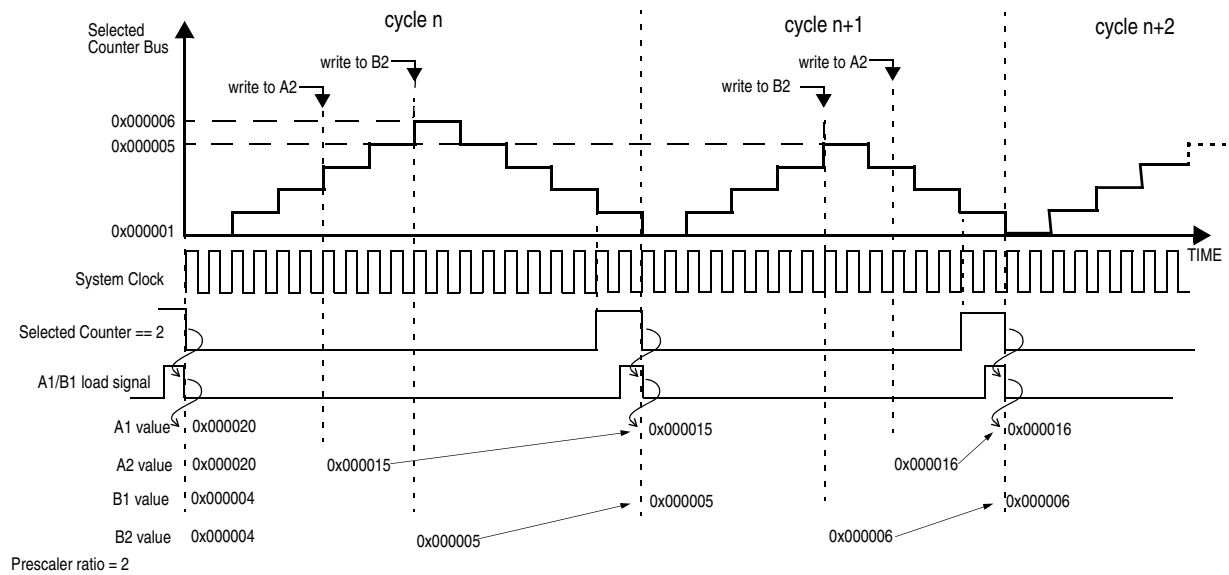 cycle n
cycle n+1
cycle n+2
Selected
Counter Bus
write to A2
write to B2
write to B2
write to A2
0x000006
0x000005
0x000001
TIME
System Clock
Selected Counter == 2
A1/B1 load signal
A1 value 0x000020 0x000015 0x000016
A2 value 0x000020 0x000015 0x000016
B1 value 0x000004 0x000005 0x000006
B2 value 0x000004 0x000005 0x000006
Prescaler ratio = 2